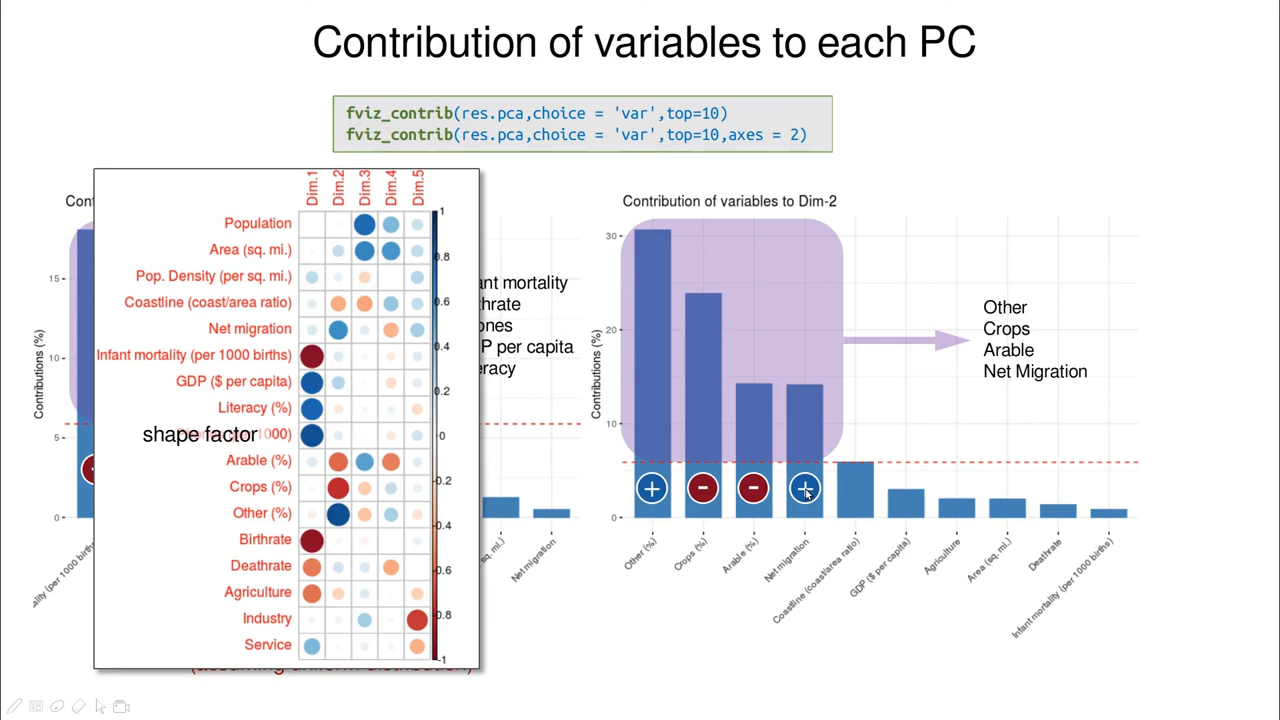 Contribution of variables to each PC
fviz_contrib(res.pca,choice = 'var',top=10)
fviz_contrib(res.pca,choice = 'var',top=10,axes = 2)
Dim.1
Dim.2
Dim.3
Dim.4
Dim.5
Population
Area (sq. mi.)
Pop. Density (per sq. mi.)
Coastline (coast/area ratio)
Net migration
Infant mortality (per 1000 births)
GDP ($ per capita)
Literacy (%)
shape factor
Arable (%)
Crops (%)
Other (%)
Birthrate
Deathrate
Agriculture
Industry
Service
1
0.8
0.6
0.4
0.2
0
-0.2
-0.4
-0.6
-0.8
-1
Contributions (%)
15
10
5
0
mortality
per capita
Net migration
Contribution of variables to Dim-2
Contributions (%)
30
20
10
0
Other (%)
Crops (%)
Arable (%)
Net migration
Coastline (coast/area ratio)
GDP ($ per capita)
Agriculture
Area (sq. mi.)
Deathrate
Infant mortality (per 1000 births)
Other
Crops
Arable
Net Migration
(assuming uniform distribution)